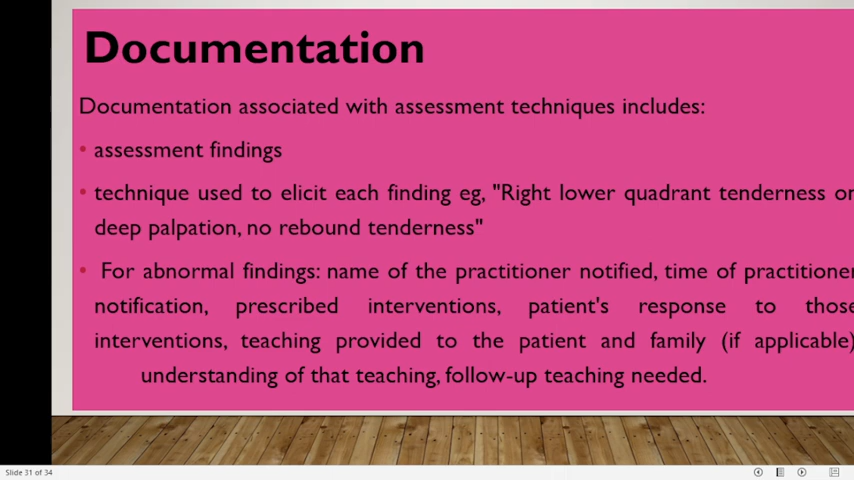 Documentation
Documentation associated with assessment techniques includes:
• assessment findings
• technique used to elicit each finding eg, "Right lower quadrant tenderness on
deep palpation, no rebound tenderness"
• For abnormal findings: name of the practitioner notified, time of practitioner
notification, prescribed interventions, patient's response to those
interventions, teaching provided to the patient and family (if applicable)
understanding of that teaching, follow-up teaching needed.
Slide 31 of 34